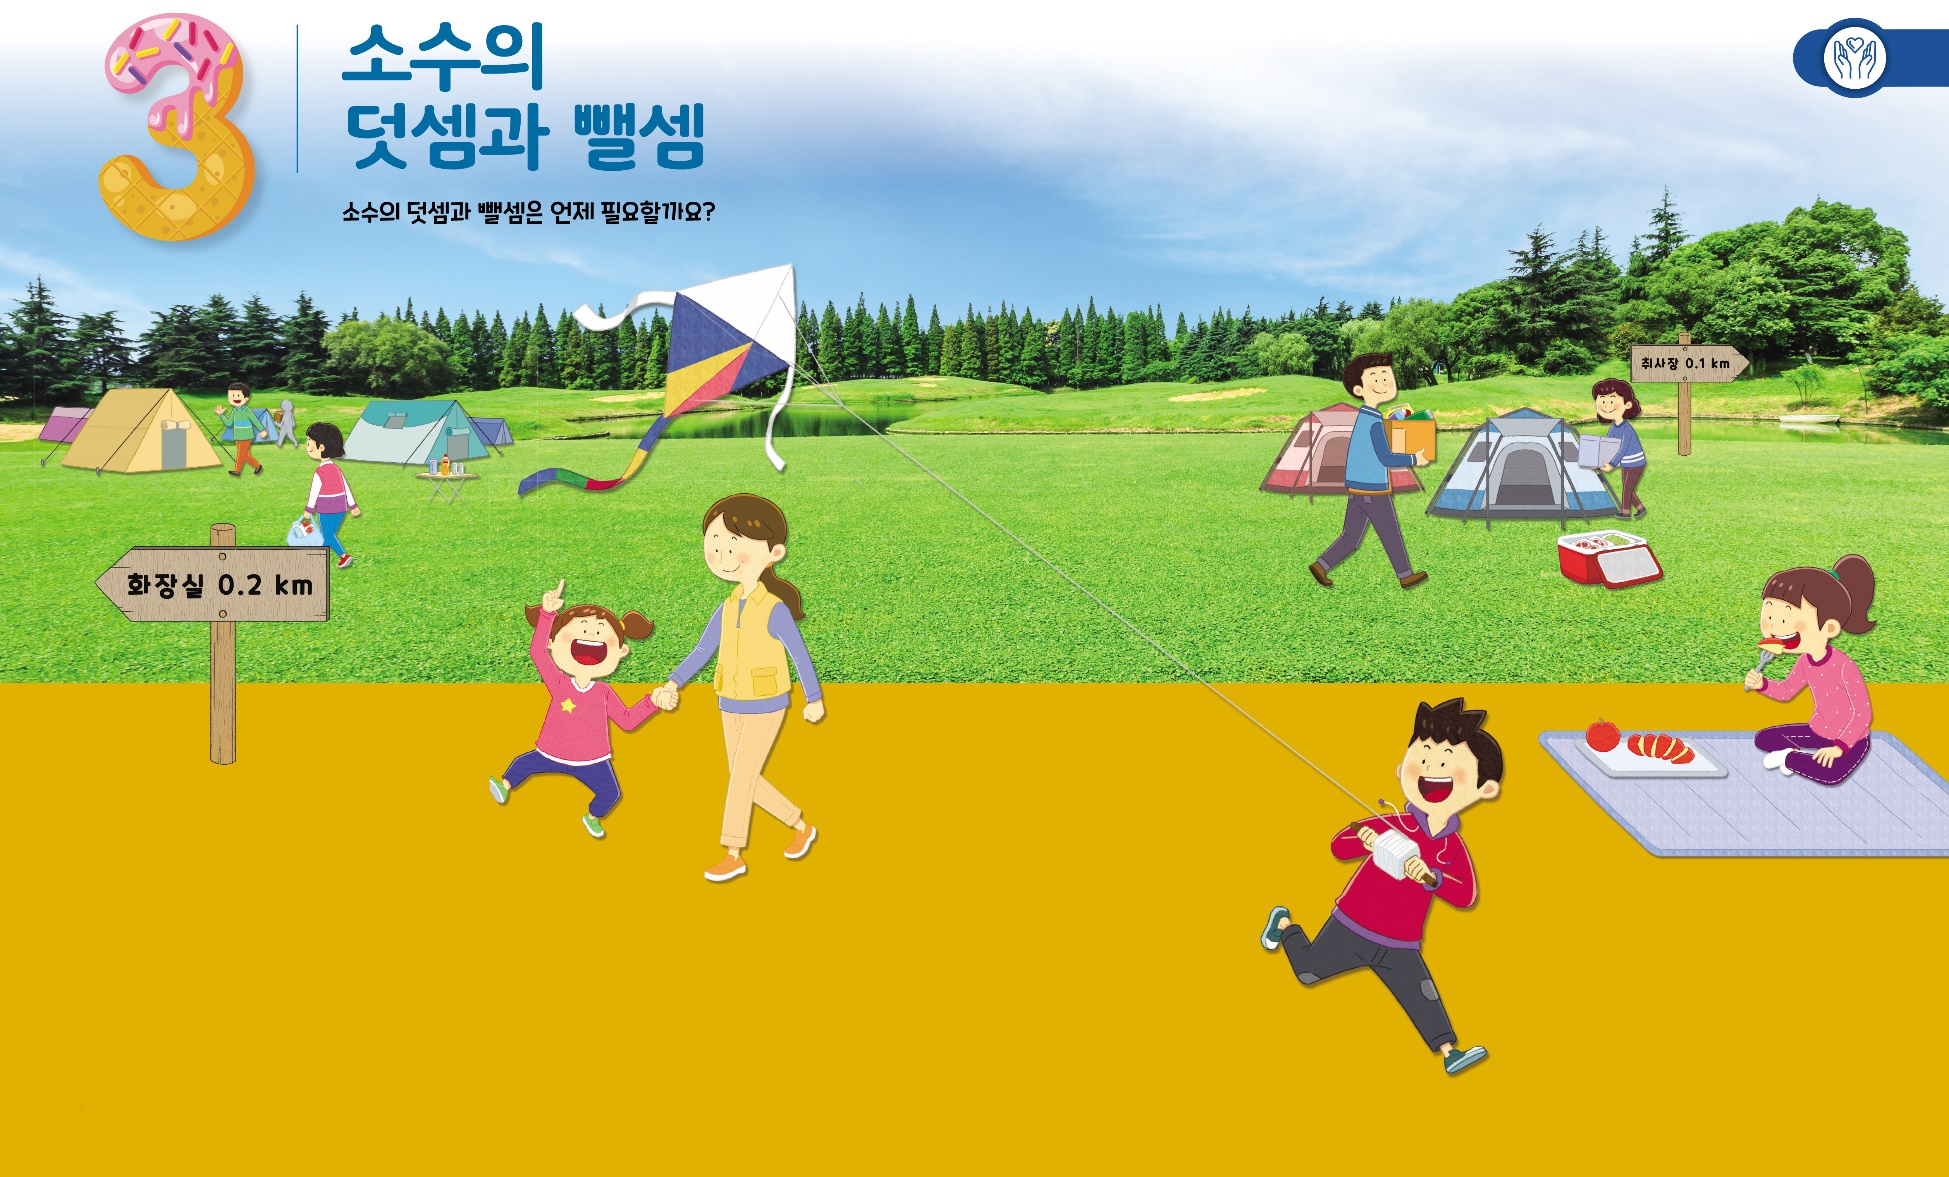 3
소수의
덧셈과 뺄셈
소수의 덧셈과 뺄셈은 언제 필요할까요?
취사장 0.1 km
화장실 0.2 km